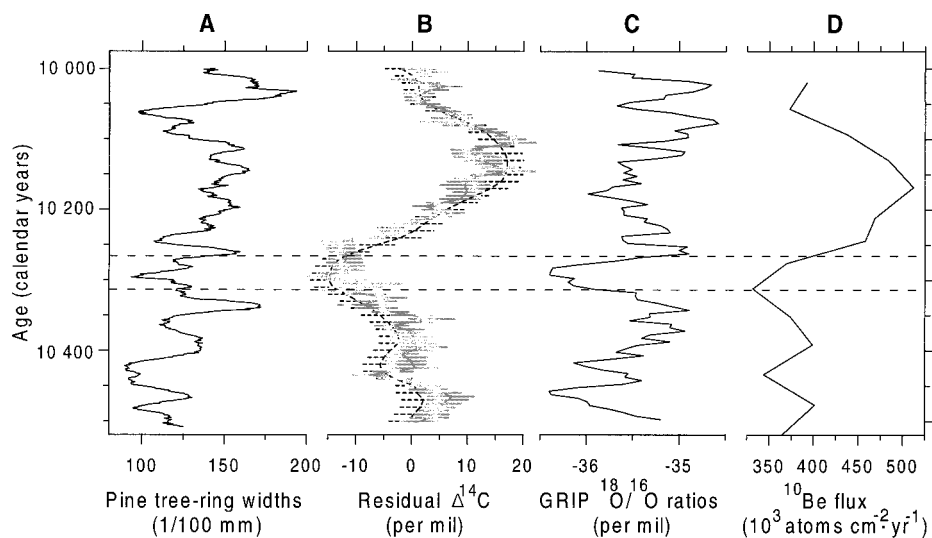 A B C D
10 000
10 200
10 400
Age (calendar years)
100 150 200
-10 0 10 20
-36 -35
350 400 450 500
Pine tree-ring widths
(1/100 mm)
Residual Δ¹⁴C
(per mil)
GRIP ¹⁸O/¹⁶O ratios
(per mil)
¹⁰Be flux
(10³ atoms cm⁻² yr⁻¹)